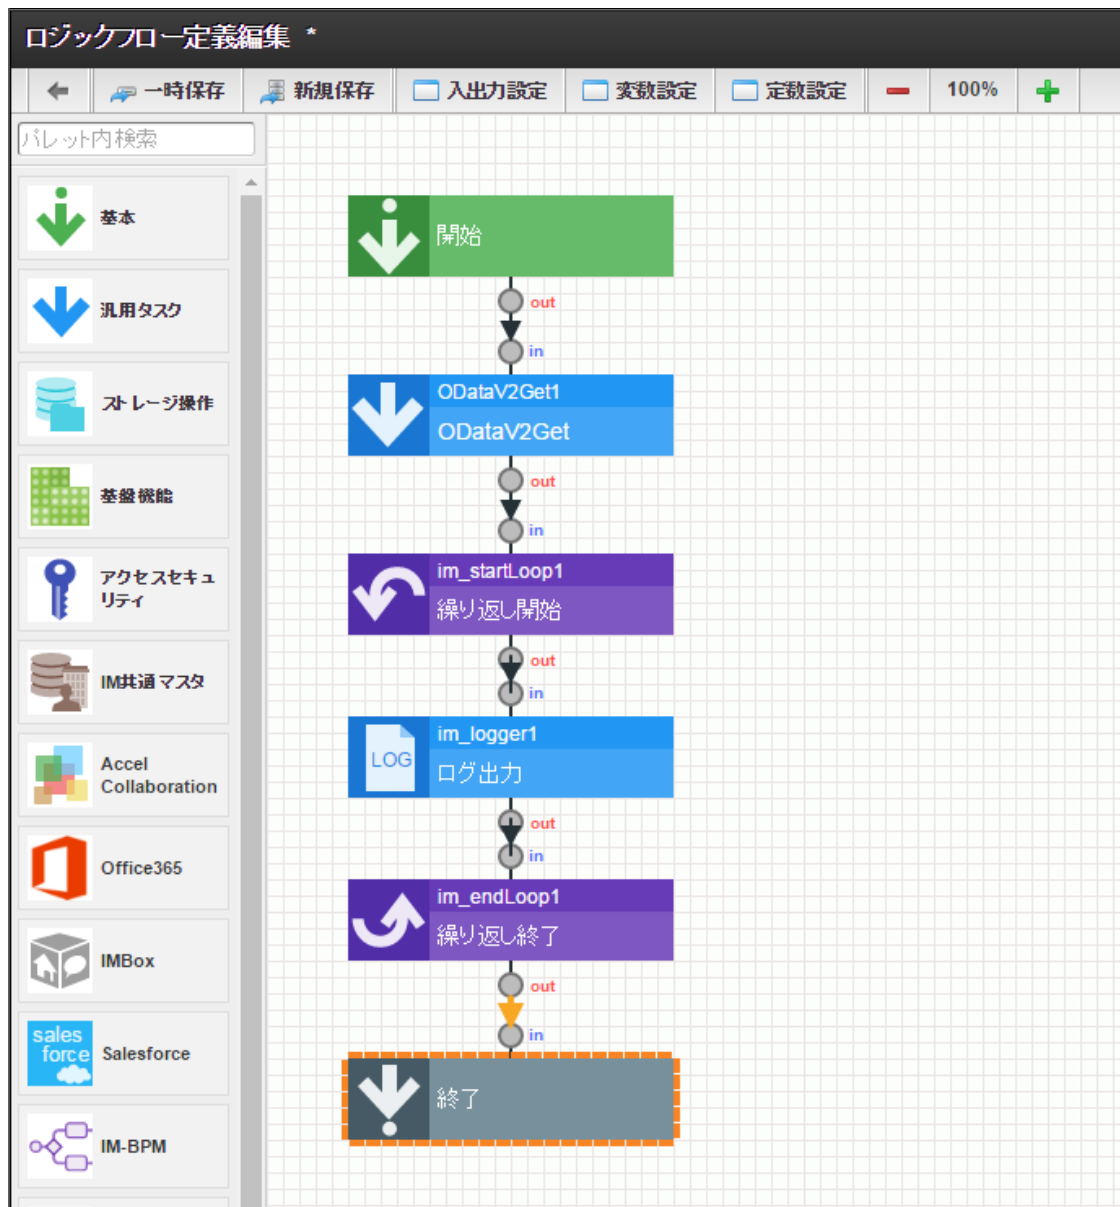 ロジックフロー定義編集 *
一時保存 新規保存 入出力設定 変数設定 定数設定 100%
パレット内検索
基本
汎用タスク
ストレージ操作
基盤機能
アクセスセキュ
リティ
IM共通マスタ
Accel
Collaboration
Office365
IMBox
sales
force
Salesforce
IM-BPM
開始
out
in
ODataV2Get1
ODataV2Get
out
in
im_startLoop1
繰り返し開始
out
in
im_logger1
LOG
ログ出力
out
in
im_endLoop1
繰り返し終了
out
in
終了